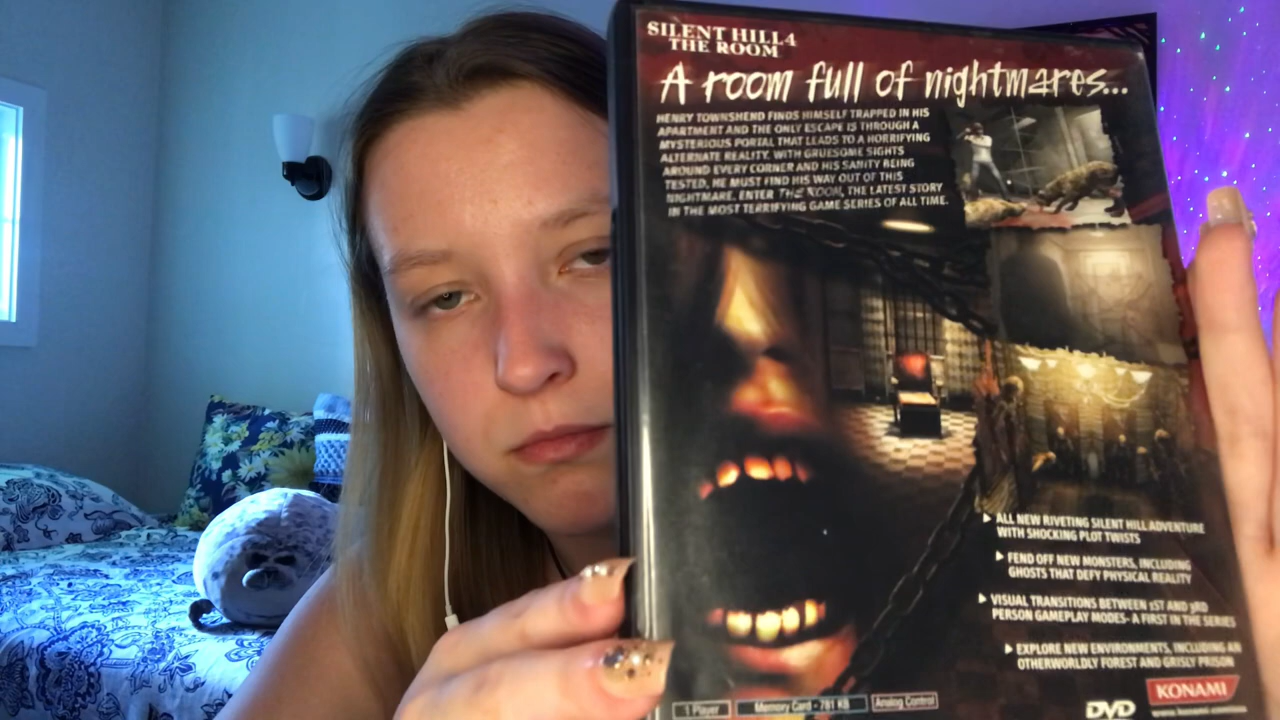 SILENT HILL 4
THE ROOM
A room full of nightmares...
HENRY TOWNSHEND FINDS HIMSELF TRAPPED IN HIS
APARTMENT AND THE ONLY ESCAPE IS THROUGH A
MYSTERIOUS PORTAL THAT LEADS TO A HORRIFYING
ALTERNATE REALITY. WITH GRUESOME SIGHTS
AROUND EVERY CORNER AND HIS SANITY BEING
TESTED, HE MUST FIND HIS WAY OUT OF THIS
NIGHTMARE. ENTER THE ROOM, THE LATEST STORY
IN THE MOST TERRIFYING GAME SERIES OF ALL TIME.
ALL NEW RIVETING SILENT HILL ADVENTURE
WITH SHOCKING PLOT TWISTS
FEND OFF NEW MONSTERS, INCLUDING
GHOSTS THAT DEFY PHYSICAL REALITY
VISUAL TRANSITIONS BETWEEN 1ST AND 3RD
PERSON GAMEPLAY MODES- A FIRST IN THE SERIES
EXPLORE NEW ENVIRONMENTS, INCLUDING AN
OTHERWORLDLY FOREST AND GRISLY PRISON
1 Player
Memory Card - 781 KB
Analog Control
DVD
KONAMI